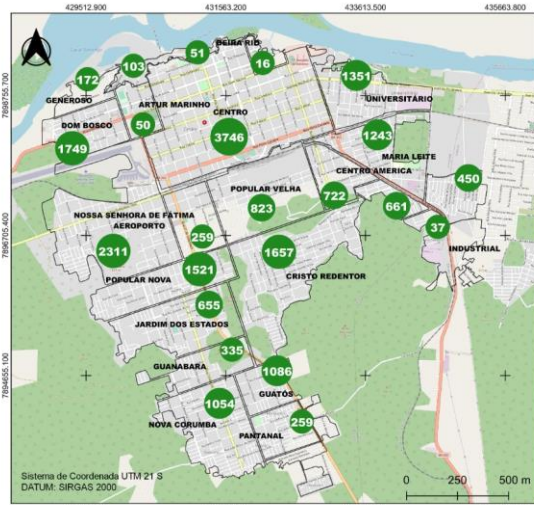 429512.900 431563.200 433613.500 435663.800
7898755.700
7896705.400
7894655.100
BEIRA RIO
51
16
103
172
1351
GENEROSO
ARTUR MARINHO
UNIVERSITÁRIO
CENTRO
DOM BOSCO
50
3746
1243
1749
MARIA LEITE
CENTRO AMERICA
450
POPULAR VELHA
722
661
823
NOSSA SENHORA DE FÁTIMA
AEROPORTO
37
259
INDUSTRIAL
2311
1657
1521
CRISTO REDENTOR
POPULAR NOVA
655
JARDIM DOS ESTADOS
335
GUANABARA
1086
GUATÓS
1054
NOVA CORUMBA
259
PANTANAL
Sistema de Coordenada UTM 21 S
DATUM: SIRGAS 2000
0 250 500 m